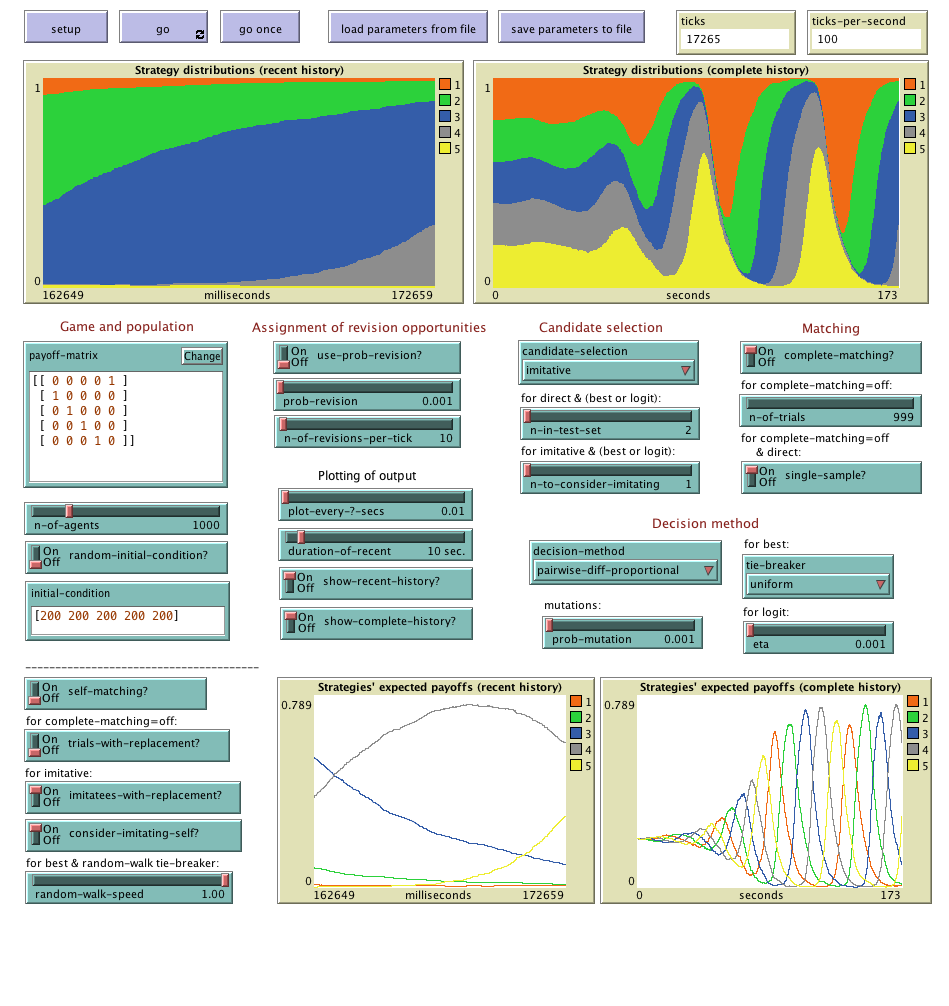 setup
go
go once
load parameters from file
save parameters to file
ticks
17265
ticks-per-second
100
Strategy distributions (recent history)
1
0
162649 milliseconds 172659
1
2
3
4
5
Strategy distributions (complete history)
1
0
0 seconds 173
1
2
3
4
5
Game and population
payoff-matrix
Change
[[ 0 0 0 0 1 ]
[ 1 0 0 0 0 ]
[ 0 1 0 0 0 ]
[ 0 0 1 0 0 ]
[ 0 0 0 1 0 ]]
n-of-agents 1000
On
Off
random-initial-condition?
initial-condition
[200 200 200 200 200]
Assignment of revision opportunities
On
Off
use-prob-revision?
prob-revision 0.001
n-of-revisions-per-tick 10
Plotting of output
plot-every-?-secs 0.01
duration-of-recent 10 sec.
On
Off
show-recent-history?
On
Off
show-complete-history?
Candidate selection
candidate-selection
imitative
for direct & (best or logit):
n-in-test-set 2
for imitative & (best or logit):
n-to-consider-imitating 1
Matching
On
Off
complete-matching?
for complete-matching=off:
n-of-trials 999
for complete-matching=off
& direct:
On
Off
single-sample?
Decision method
decision-method
pairwise-diff-proportional
mutations:
prob-mutation 0.001
for best:
tie-breaker
uniform
for logit:
eta 0.001
-----------------------------------
On
Off
self-matching?
for complete-matching=off:
On
Off
trials-with-replacement?
for imitative:
On
Off
imitatees-with-replacement?
On
Off
consider-imitating-self?
for best & random-walk tie-breaker:
random-walk-speed 1.00
Strategies' expected payoffs (recent history)
0.789
0
162649 milliseconds 172659
1
2
3
4
5
Strategies' expected payoffs (complete history)
0.789
0
0 seconds 173
1
2
3
4
5